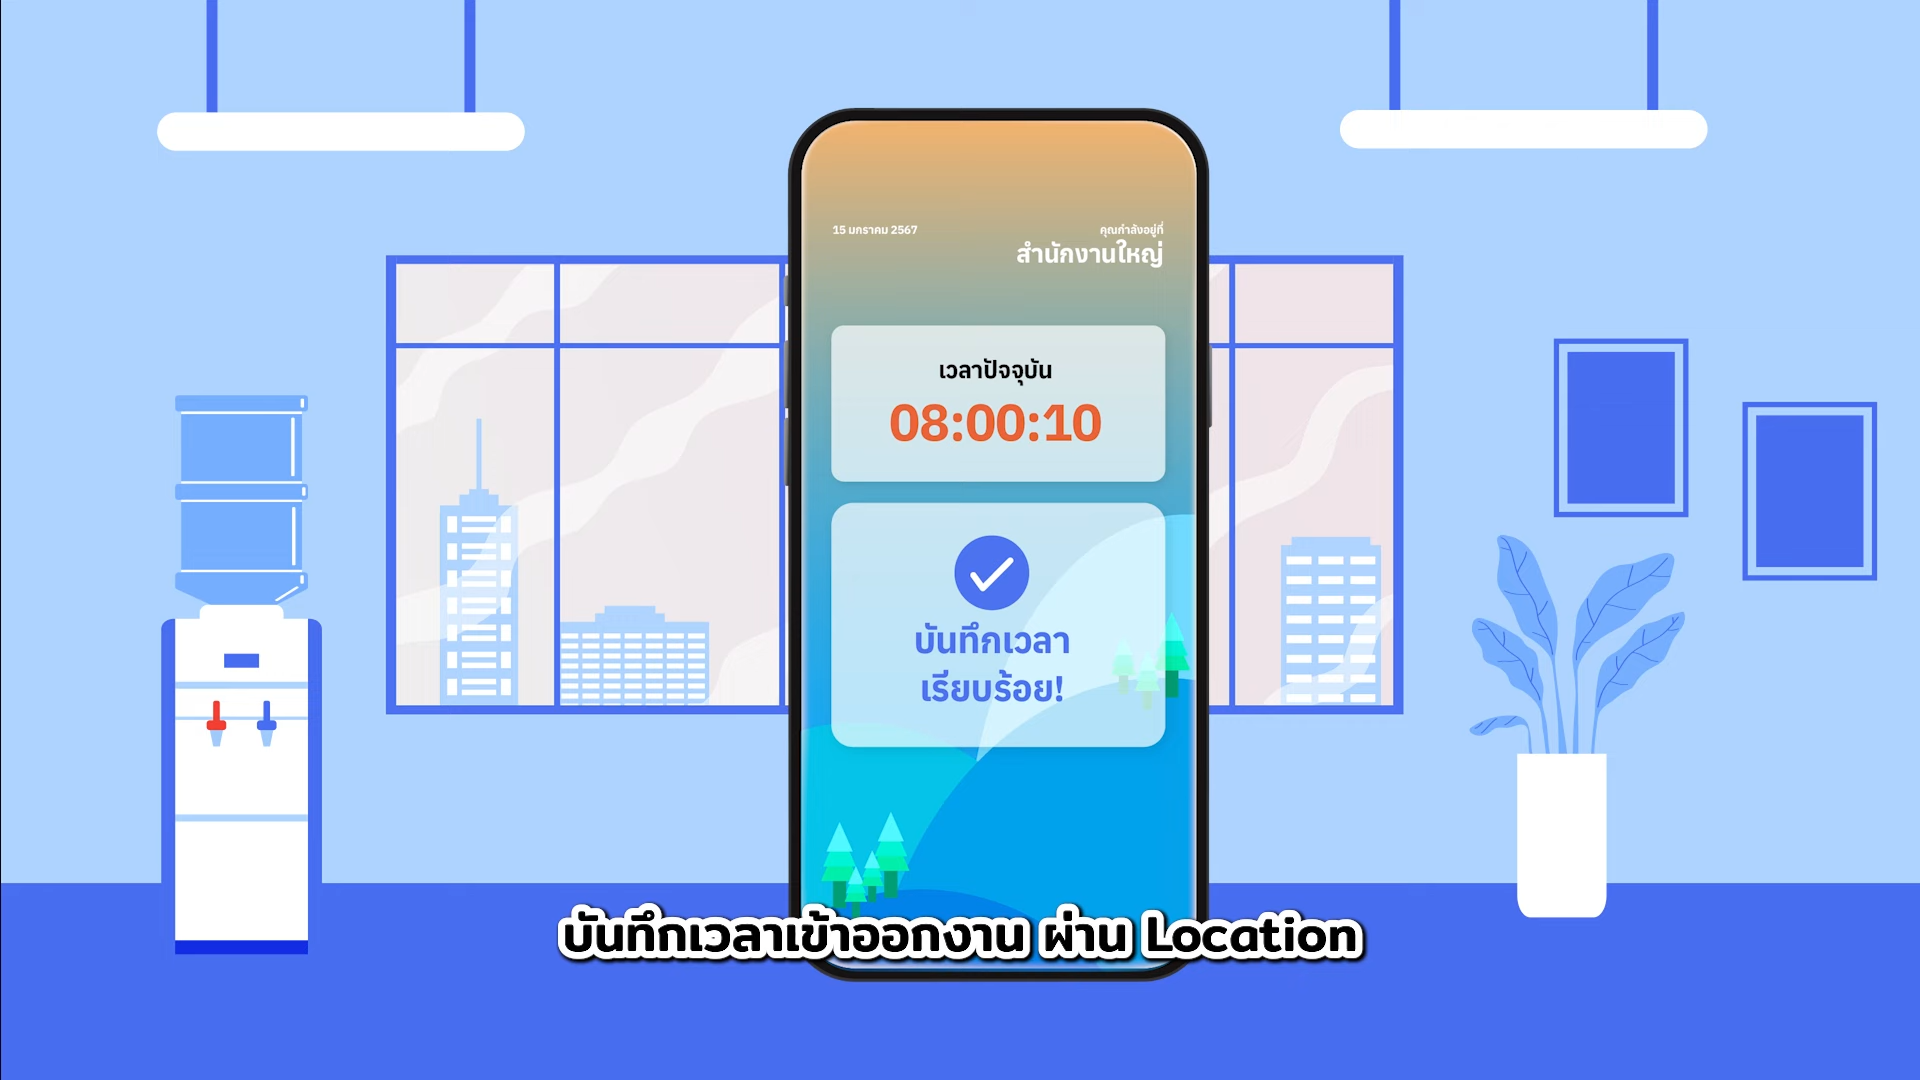 15 มกราคม 2567
คุณกำลังอยู่ที่
สำนักงานใหญ่
เวลาปัจจุบัน
08:00:10
บันทึกเวลา
เรียบร้อย!
บันทึกเวลาเข้าออกงาน ผ่าน Location